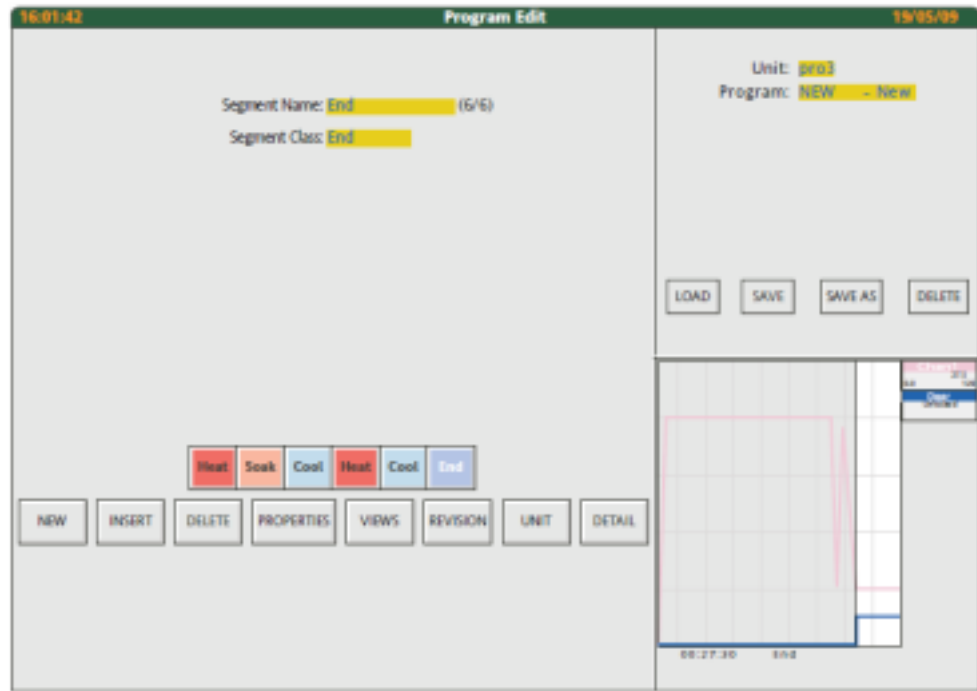 16:01:42 Program Edit 19/05/09
Unit: pro3
Program: NEW - New
Segment Name: End (6/6)
Segment Class: End
LOAD SAVE SAVE AS DELETE
Heat Soak Cool Heat Cool End
NEW INSERT DELETE PROPERTIES VIEWS REVISION UNIT DETAIL
00:27:30 End